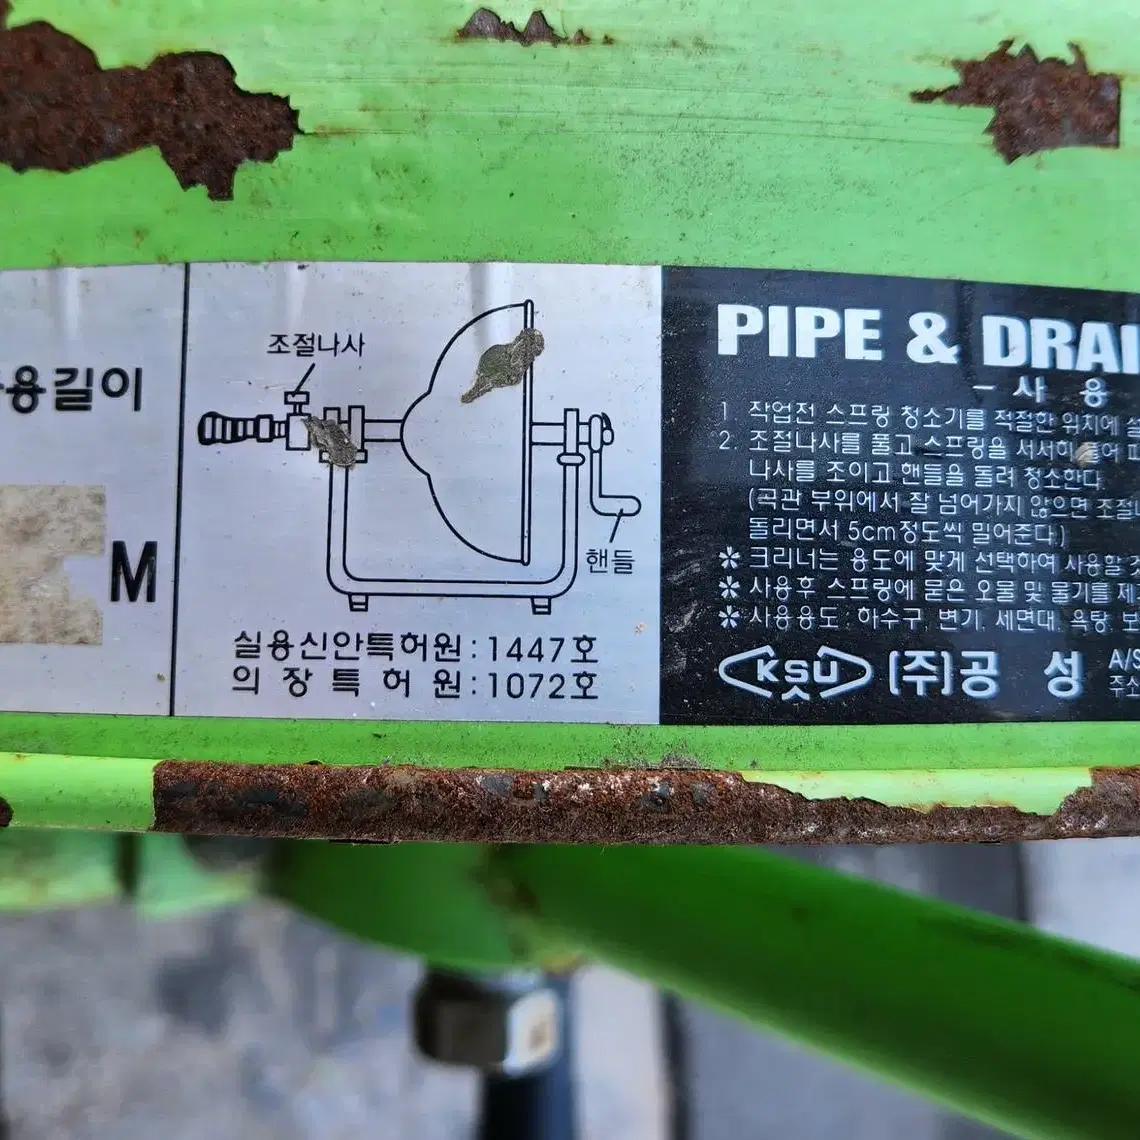 용길이
M
조절나사
핸들
실용신안특허원:1447호
의장특허원:1072호
PIPE & DRAI
-사용
1 작업전 스프링 청소기를 적절한 위치에
2. 조절나사를 풀고 스프링을 서서히
나사를 조이고 핸들을 돌려 청소한다.
(곡관 부위에서 잘 넘어가지 않으면 조절
돌리면서 5cm정도씩 밀어준다.)
✲ 크리너는 용도에 맞게 선택하여 사용할
✲ 사용후 스프링에 묻은 오물 및 물기를 제
✲ 사용용도: 하수구, 변기, 세면대, 욕탕,
KSU (주)공 성 A/S
주소